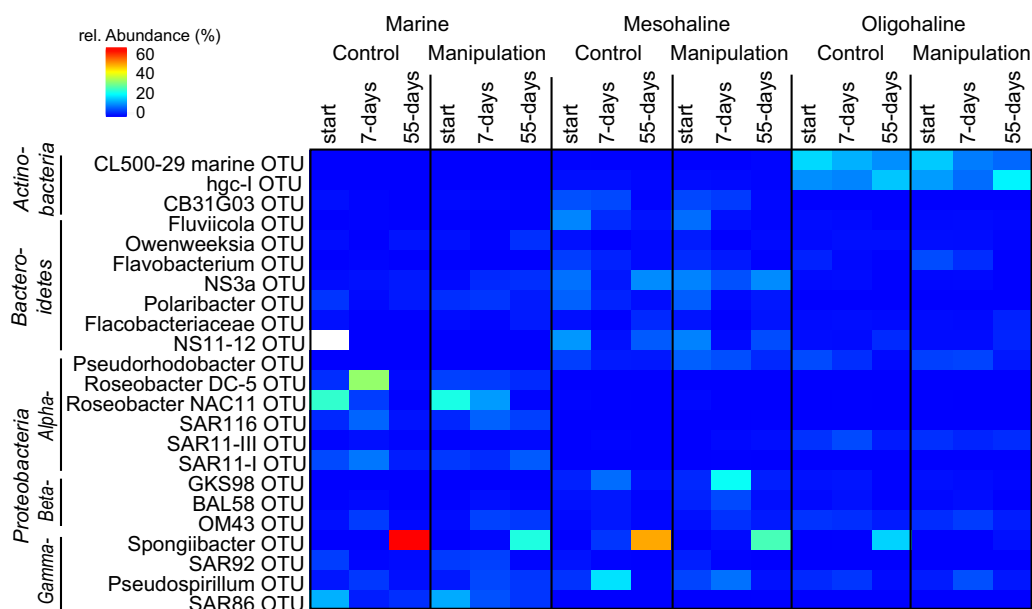 Marine
Mesohaline
Oligohaline
rel. Abundance (%)
60
40
20
0
Control
Manipulation
Control
Manipulation
Control
Manipulation
start
7-days
55-days
start
7-days
55-days
start
7-days
55-days
start
7-days
55-days
start
7-days
55-days
start
7-days
55-days
Actino-
bacteria
CL500-29 marine OTU
hgc-I OTU
CB31G03 OTU
Bactero-
idetes
Fluviicola OTU
Owenweeksia OTU
Flavobacterium OTU
NS3a OTU
Polaribacter OTU
Flacobacteriaceae OTU
NS11-12 OTU
Proteobacteria
Alpha-
Pseudorhodobacter OTU
Roseobacter DC-5 OTU
Roseobacter NAC11 OTU
SAR116 OTU
SAR11-III OTU
SAR11-I OTU
Beta-
GKS98 OTU
BAL58 OTU
OM43 OTU
Gamma-
Spongiibacter OTU
SAR92 OTU
Pseudospirillum OTU
SAR86 OTU